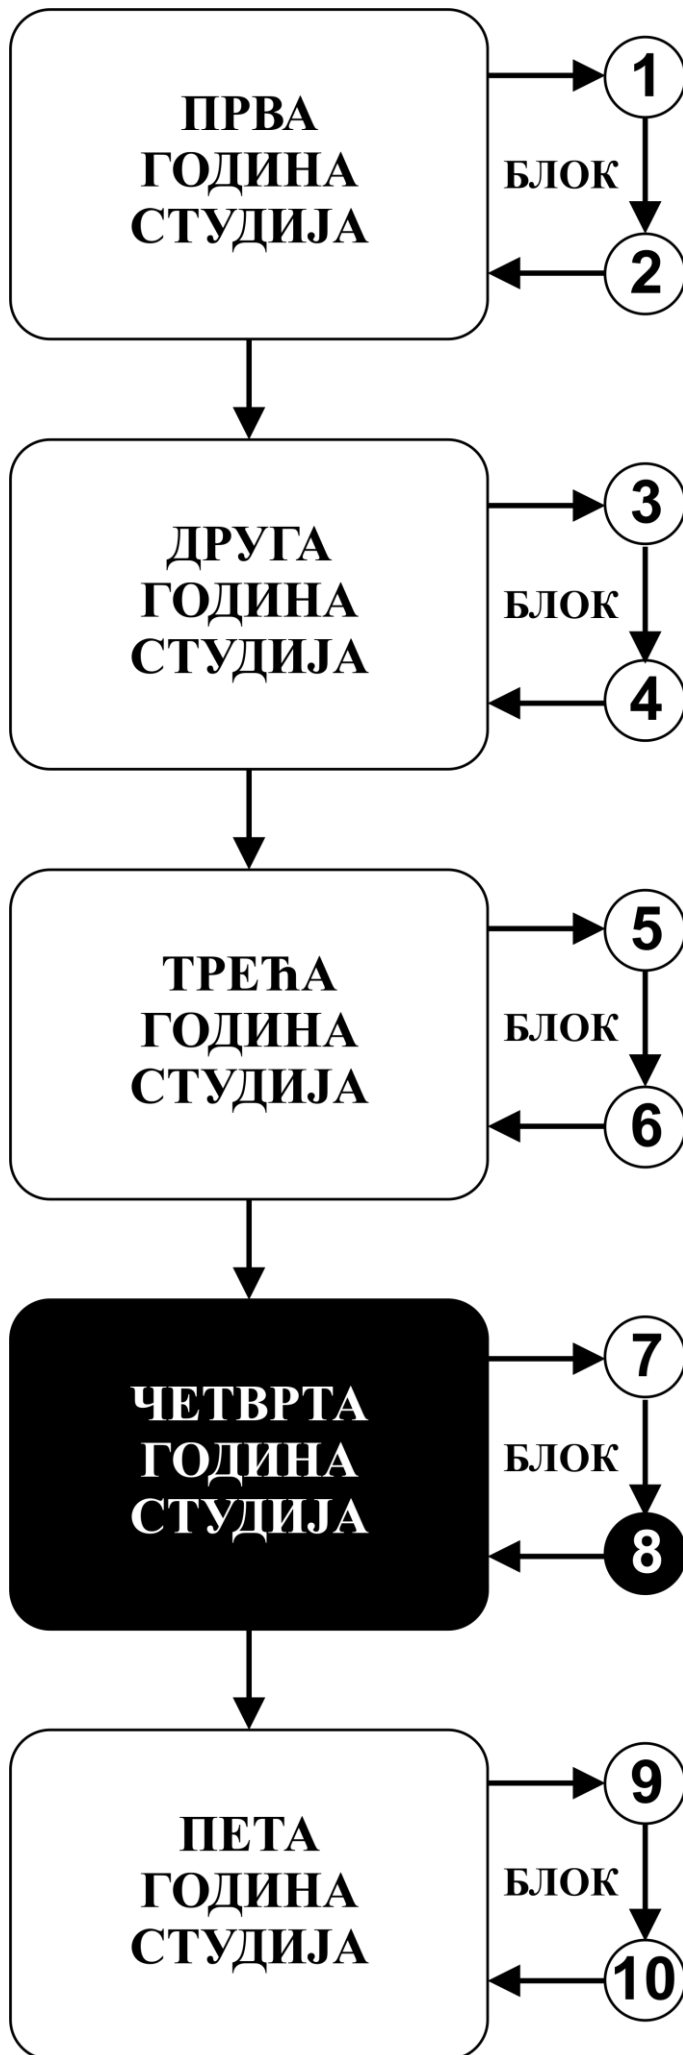 ПРВА
ГОДИНА
СТУДИЈА
1
БЛОК
2
ДРУГА
ГОДИНА
СТУДИЈА
3
БЛОК
4
ТРЕЋА
ГОДИНА
СТУДИЈА
5
БЛОК
6
ЧЕТВРТА
ГОДИНА
СТУДИЈА
7
БЛОК
8
ПЕТА
ГОДИНА
СТУДИЈА
9
БЛОК
10